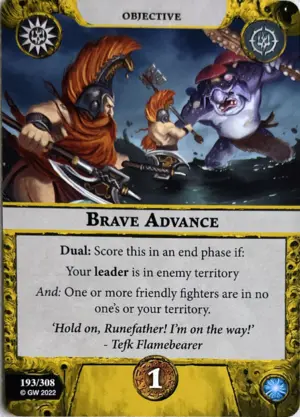 OBJECTIVE
BRAVE ADVANCE
Dual: Score this in an end phase if:
Your leader is in enemy territory
And: One or more friendly fighters are in no
one's or your territory.
'Hold on, Runefather! I'm on the way!'
- Tefk Flamebearer
193/308
© GW 2022
1